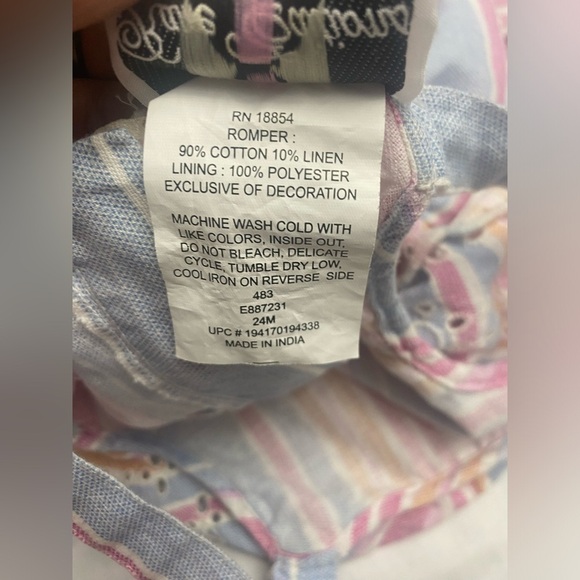 Rare Editions
RN 18854
ROMPER :
90% COTTON 10% LINEN
LINING : 100% POLYESTER
EXCLUSIVE OF DECORATION
MACHINE WASH COLD WITH
LIKE COLORS, INSIDE OUT,
DO NOT BLEACH, DELICATE
CYCLE, TUMBLE DRY LOW,
COOL IRON ON REVERSE SIDE
483
E887231
24M
UPC # 194170194338
MADE IN INDIA